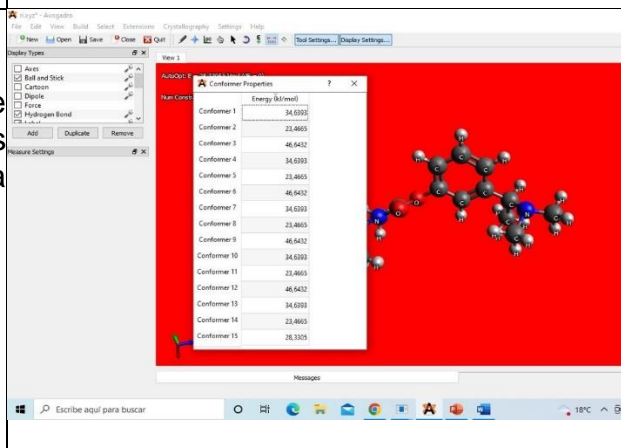 n.xyz* - Avogadro
File Edit View Build Select Extensions Crystallography Settings Help
New Open Save Close Quit Tool Settings... Display Settings...
Display Types
View 1
Axes
Ball and Stick
Cartoon
Dipole
Force
Hydrogen Bond
Add Duplicate Remove
Measure Settings
AutoOpt: E =
Num Const
Conformer Properties ? ×
Energy (kJ/mol)
Conformer 1 34,6393
Conformer 2 23,4665
Conformer 3 46,6432
Conformer 4 34,6393
Conformer 5 23,4665
Conformer 6 46,6432
Conformer 7 34,6393
Conformer 8 23,4665
Conformer 9 46,6432
Conformer 10 34,6393
Conformer 11 23,4665
Conformer 12 46,6432
Conformer 13 34,6393
Conformer 14 23,4665
Conformer 15 28,3305
Messages
Escribe aquí para buscar
18°C
e
s
a